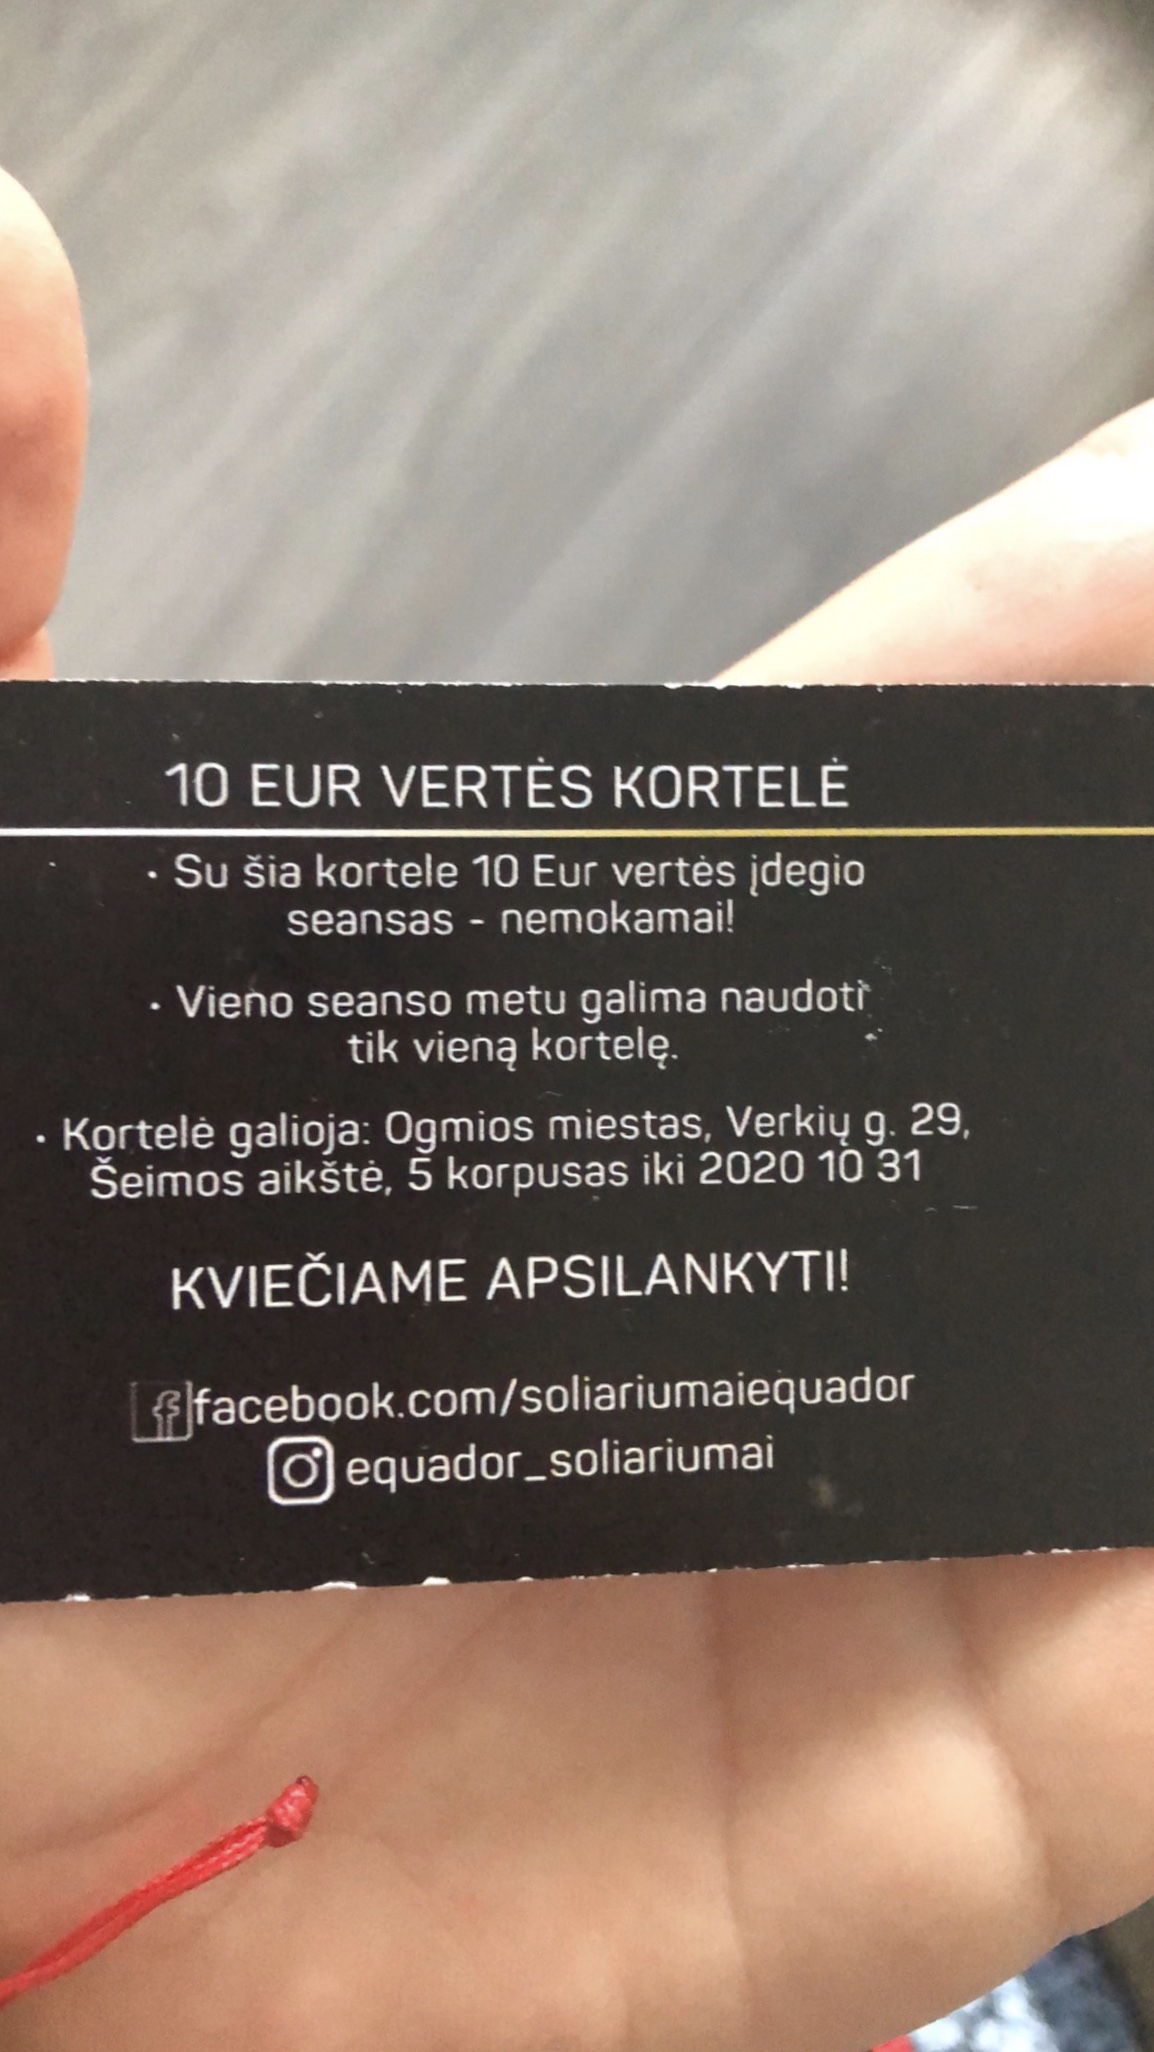 10 EUR VERTĖS KORTELĖ
· Su šia kortele 10 Eur vertės įdegio
seansas - nemokamai!
· Vieno seanso metu galima naudoti
tik vieną kortelę.
· Kortelė galioja: Ogmios miestas, Verkių g. 29,
Šeimos aikštė, 5 korpusas iki 2020 10 31
KVIEČIAME APSILANKYTI!
facebook.com/soliariumaiequador
equador_soliariumai